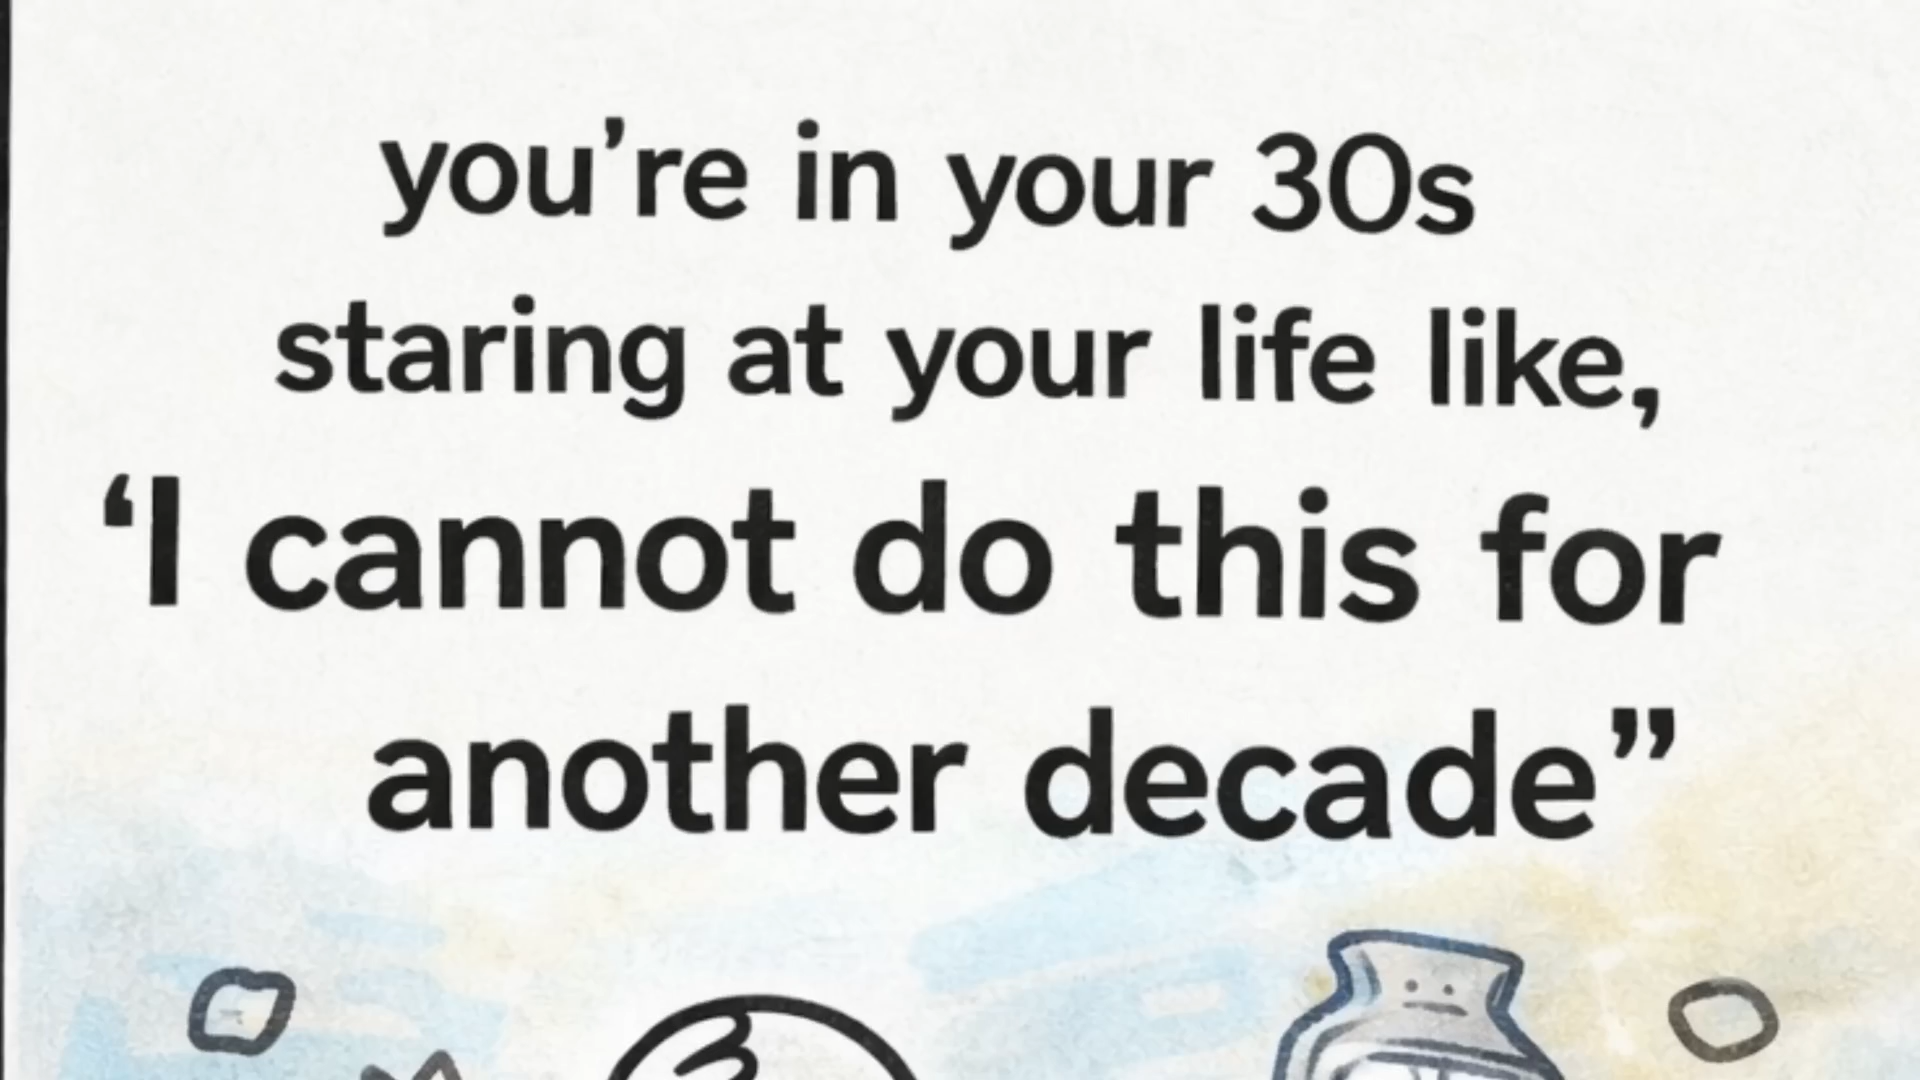 you’re in your 30s
staring at your life like,
‘I cannot do this for
another decade”